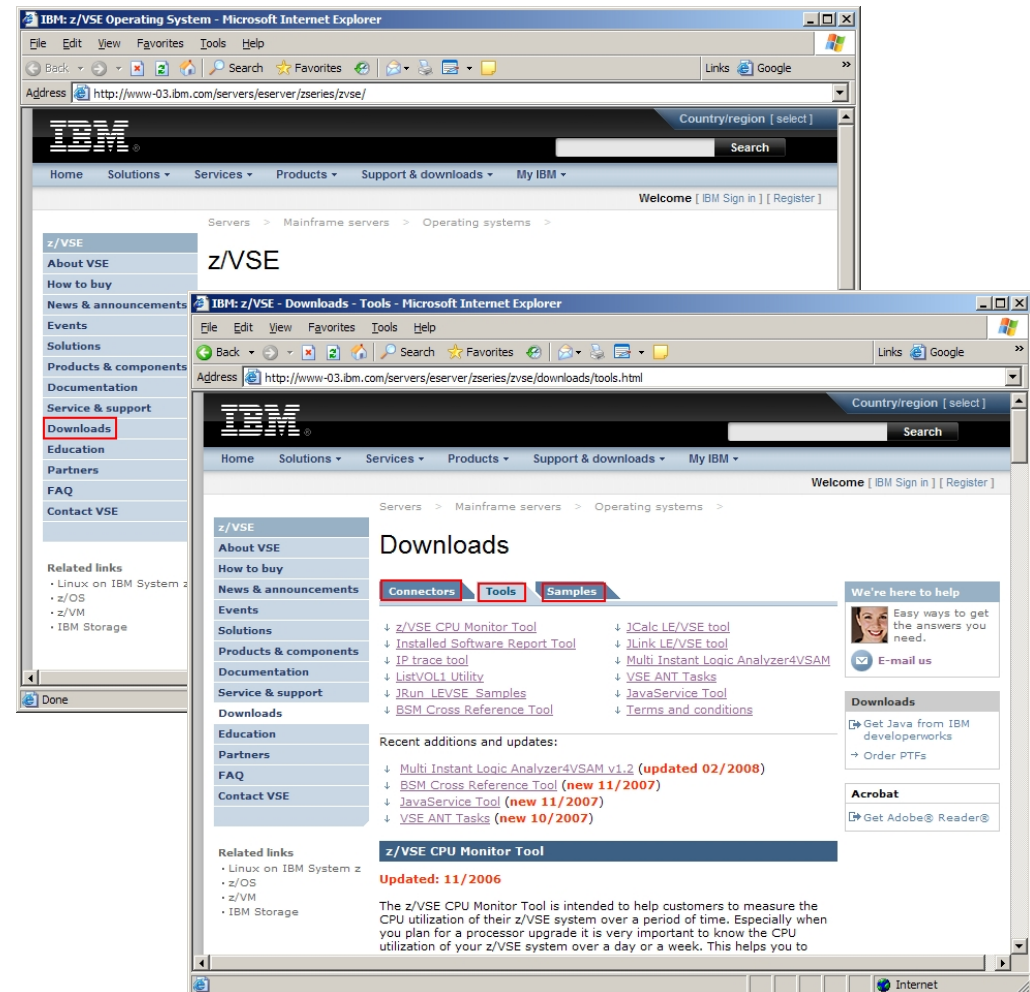 IBM: z/VSE Operating System - Microsoft Internet Explorer
File Edit View Favorites Tools Help
Back Search Favorites Links Google »
Address http://www-03.ibm.com/servers/eserver/zseries/zvse/
Country/region [ select ]
IBM ®
Search
Home Solutions Services Products Support & downloads My IBM
Welcome [ IBM Sign in ] [ Register ]
Servers > Mainframe servers > Operating systems >
z/VSE
z/VSE
About VSE
How to buy
News & announcements
Events
Solutions
Products & components
Documentation
Service & support
Downloads
Education
Partners
FAQ
Contact VSE
Related links
· Linux on IBM System z
· z/OS
· z/VM
· IBM Storage
Done
IBM: z/VSE - Downloads - Tools - Microsoft Internet Explorer
File Edit View Favorites Tools Help
Back Search Favorites Links Google »
Address http://www-03.ibm.com/servers/eserver/zseries/zvse/downloads/tools.html
Country/region [ select ]
IBM ®
Search
Home Solutions Services Products Support & downloads My IBM
Welcome [ IBM Sign in ] [ Register ]
Servers > Mainframe servers > Operating systems >
z/VSE
About VSE
How to buy
News & announcements
Events
Solutions
Products & components
Documentation
Service & support
Downloads
Education
Partners
FAQ
Contact VSE
Related links
· Linux on IBM System z
· z/OS
· z/VM
· IBM Storage
Downloads
Connectors Tools Samples
↓ z/VSE CPU Monitor Tool
↓ Installed Software Report Tool
↓ IP trace tool
↓ ListVOL1 Utility
↓ JRun LEVSE Samples
↓ BSM Cross Reference Tool
↓ JCalc LE/VSE tool
↓ JLink LE/VSE tool
↓ Multi Instant Logic Analyzer4VSAM
↓ VSE ANT Tasks
↓ JavaService Tool
↓ Terms and conditions
Recent additions and updates:
↓ Multi Instant Logic Analyzer4VSAM v1.2 (updated 02/2008)
↓ BSM Cross Reference Tool (new 11/2007)
↓ JavaService Tool (new 11/2007)
↓ VSE ANT Tasks (new 10/2007)
z/VSE CPU Monitor Tool
Updated: 11/2006
The z/VSE CPU Monitor Tool is intended to help customers to measure the
CPU utilization of their z/VSE system over a period of time. Especially when
you plan for a processor upgrade it is very important to know the CPU
utilization of your z/VSE system over a day or a week. This helps you to
We're here to help
Easy ways to get
the answers you
need.
E-mail us
Downloads
Get Java from IBM
developerworks
→ Order PTFs
Acrobat
Get Adobe® Reader®
Internet